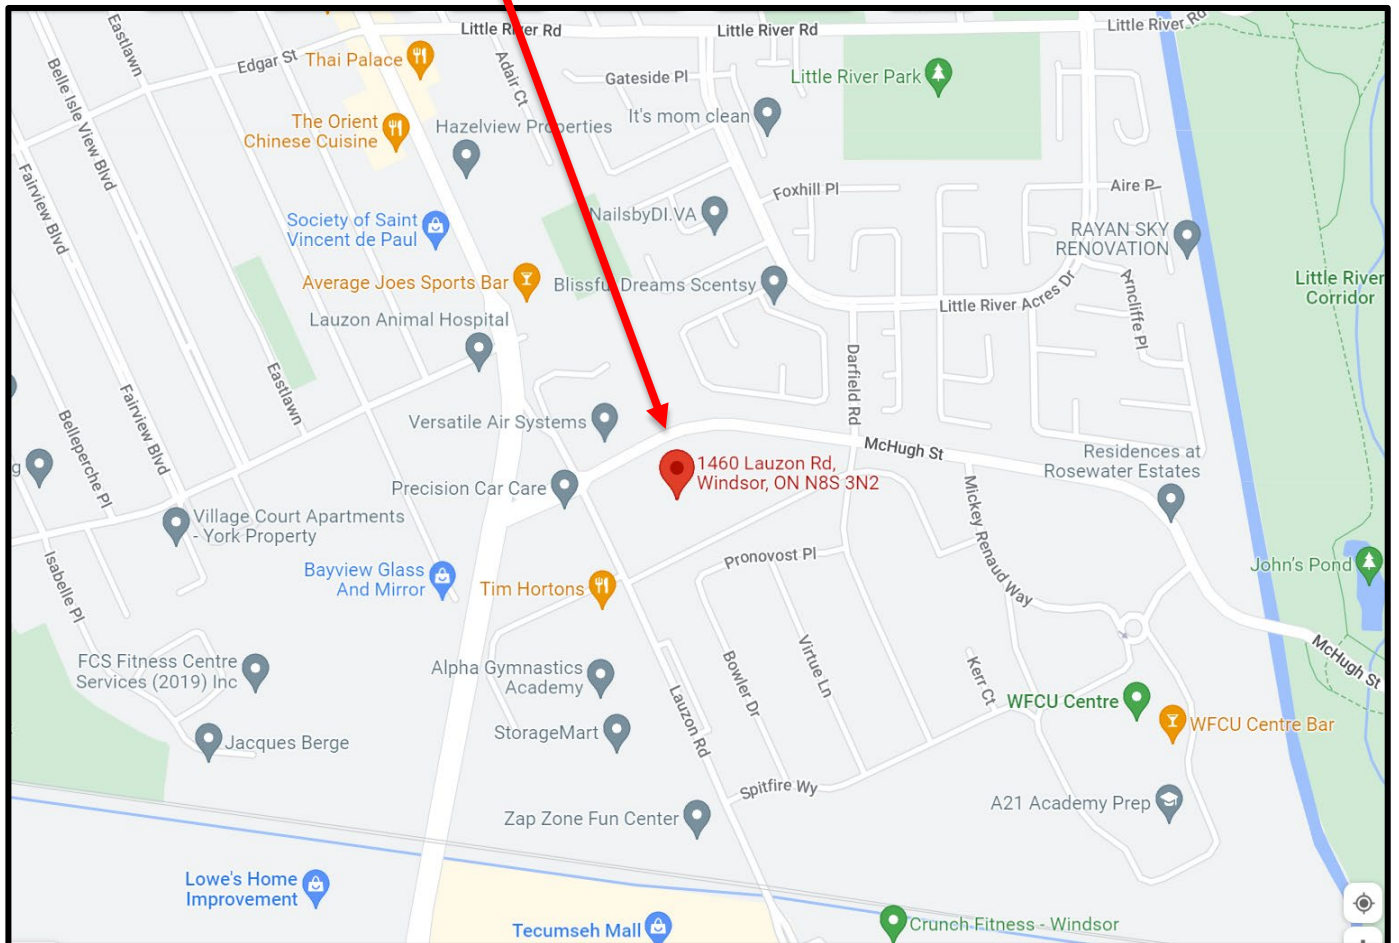 Little River Rd
Little River Rd
Little River Rd
Eastlawn
Edgar St
Thai Palace
Adair Ct
Gateside Pl
Little River Park
Belle Isle View Blvd
The Orient
Chinese Cuisine
Hazelview Properties
It's mom clean
Fairview Blvd
Foxhill Pl
Aire P
Society of Saint
Vincent de Paul
NailsbyDI.VA
RAYAN SKY
RENOVATION
Average Joes Sports Bar
Blissful Dreams Scentsy
Little River Acres Dr
Arncliffe Pl
Little River
Corridor
Lauzon Animal Hospital
Eastlawn
Darfield Rd
Fairview Blvd
Belleperche Pl
Versatile Air Systems
McHugh St
Residences at
Rosewater Estates
g
1460 Lauzon Rd,
Windsor, ON N8S 3N2
Precision Car Care
Mickey Renaud Way
Village Court Apartments
- York Property
Isabelle Pl
Bayview Glass
And Mirror
Tim Hortons
Pronovost Pl
John's Pond
FCS Fitness Centre
Services (2019) Inc
Alpha Gymnastics
Academy
Bowler Dr
Virtue Ln
Kerr Ct
McHugh St
Lauzon Rd
WFCU Centre
WFCU Centre Bar
Jacques Berge
StorageMart
Spitfire Wy
A21 Academy Prep
Zap Zone Fun Center
Lowe's Home
Improvement
Tecumseh Mall
Crunch Fitness - Windsor